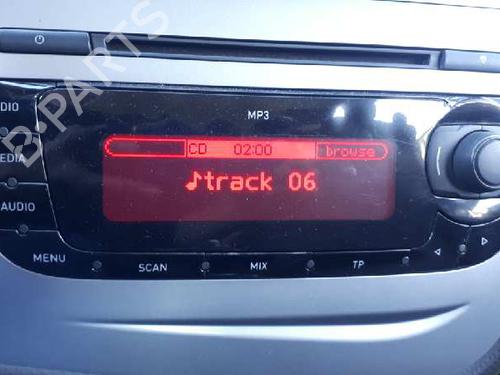 B-PARTS
MP3
DIO
CD 02:00 browse
EDIA
♪track 06
AUDIO
MENU SCAN MIX TP